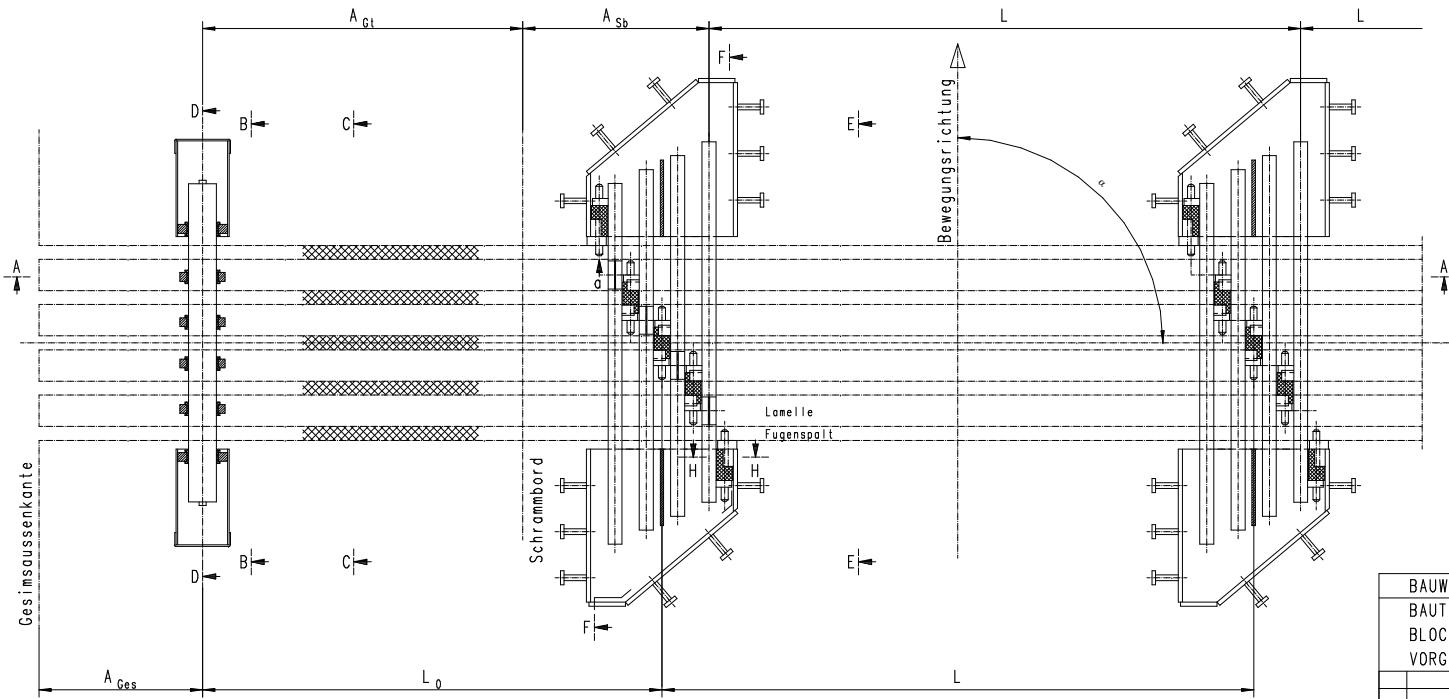 A Gt
A Sb
L
L
F
D
B
C
E
Bewegungsrichtung
α
A
A
a
Lamelle
Fugenspalt
H
H
Gesimsaussenkante
Schrammbord
D
B
C
E
F
A Ges
L 0
L
BAUW
BAUT
BLOC
VORG